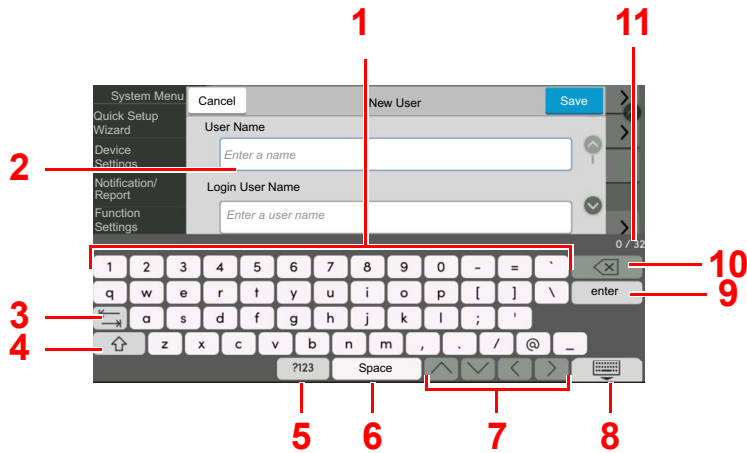 1 11
System Menu Cancel New User Save
Quick Setup
Wizard User Name
Device
Settings Enter a name
2
Notification/
Report Login User Name
Function
Settings Enter a user name
0 / 32
1 2 3 4 5 6 7 8 9 0 - = `
10
q w e r t y u i o p [ ] \ enter
9
3
a s d f g h j k l ; '
4
z x c v b n m , . / @ _
?123 Space
5 6 7 8